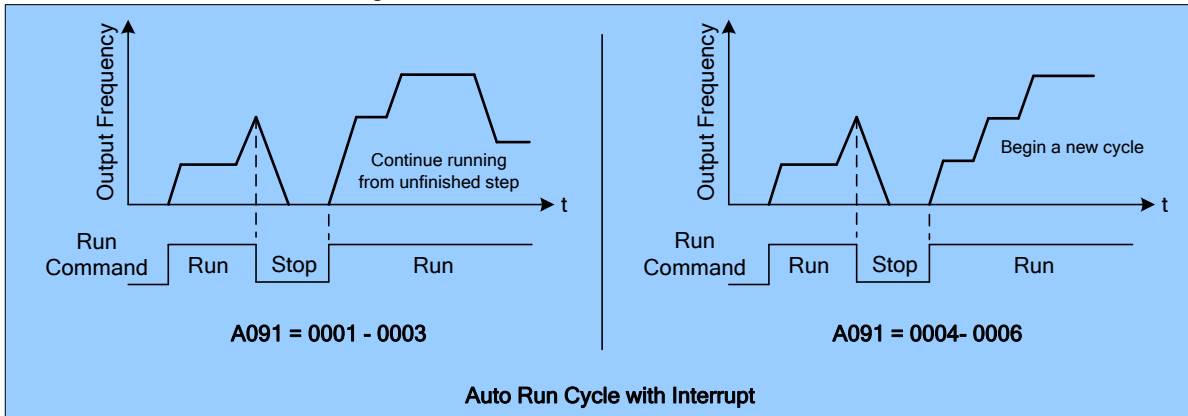 Output Frequency
Continue running
from unfinished step
t
Run
Command
Run
Stop
Run
A091 = 0001 - 0003
Output Frequency
Begin a new cycle
t
Run
Command
Run
Stop
Run
A091 = 0004- 0006
Auto Run Cycle with Interrupt